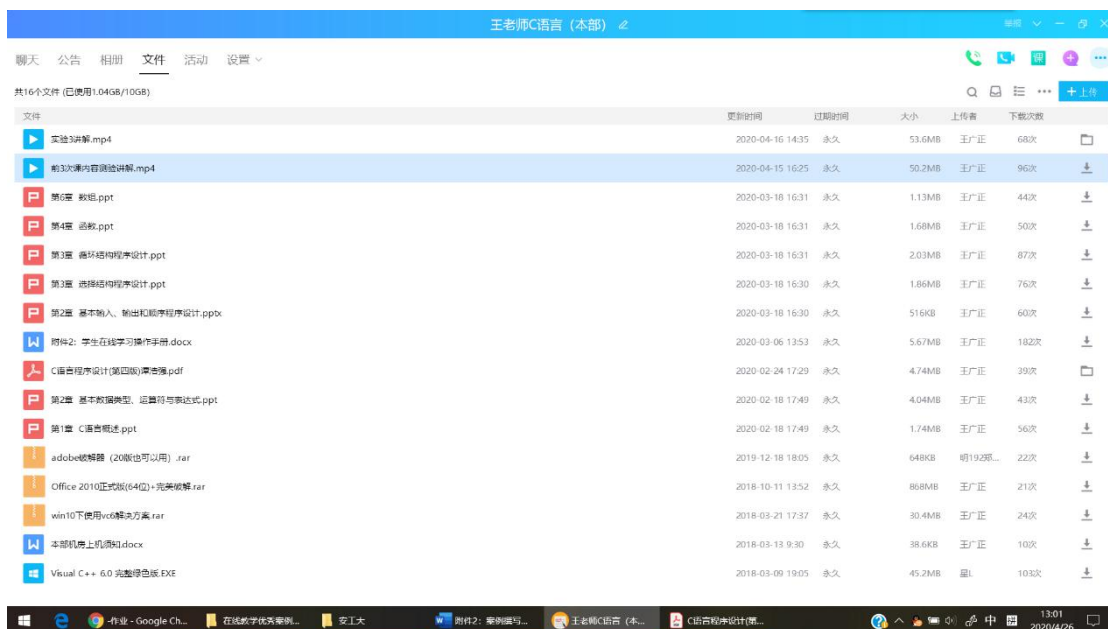 王老师C语言（本部）
聊天 公告 相册 文件 活动 设置
共16个文件 (已使用1.04GB/10GB)
上传
文件 更新时间 过期时间 大小 上传者 下载次数
实验3讲解.mp4 2020-04-16 14:35 永久 53.6MB 王广正 68次
前3次课内容测验讲解.mp4 2020-04-15 16:25 永久 50.2MB 王广正 96次
第6章 数组.ppt 2020-03-18 16:31 永久 1.13MB 王广正 44次
第4章 函数.ppt 2020-03-18 16:31 永久 1.68MB 王广正 50次
第3章 循环结构程序设计.ppt 2020-03-18 16:31 永久 2.03MB 王广正 87次
第3章 选择结构程序设计.ppt 2020-03-18 16:30 永久 1.86MB 王广正 76次
第2章 基本输入、输出和顺序程序设计.pptx 2020-03-18 16:30 永久 516KB 王广正 60次
附件2：学生在线学习操作手册.docx 2020-03-06 13:53 永久 5.67MB 王广正 182次
C语言程序设计(第四版)谭浩强.pdf 2020-02-24 17:29 永久 4.74MB 王广正 39次
第2章 基本数据类型、运算符与表达式.ppt 2020-02-18 17:49 永久 4.04MB 王广正 43次
第1章 C语言概述.ppt 2020-02-18 17:49 永久 1.74MB 王广正 56次
adobe破解器（20版也可以用）.rar 2019-12-18 18:05 永久 648KB 明192郑... 22次
Office 2010正式版(64位)+完美破解.rar 2018-10-11 13:52 永久 868MB 王广正 21次
win10下使用vc6解决方案.rar 2018-03-21 17:37 永久 30.4MB 王广正 24次
本部机房上机须知.docx 2018-03-13 9:30 永久 38.6KB 王广正 10次
Visual C++ 6.0 完整绿色版.EXE 2018-03-09 19:05 永久 45.2MB 星l. 103次
-作业 - Google Ch... 在线教学优秀案例... 安工大 附件2：案例撰写... 王老师C语言（本... C语言程序设计(第... 中 13:01
2020/4/26